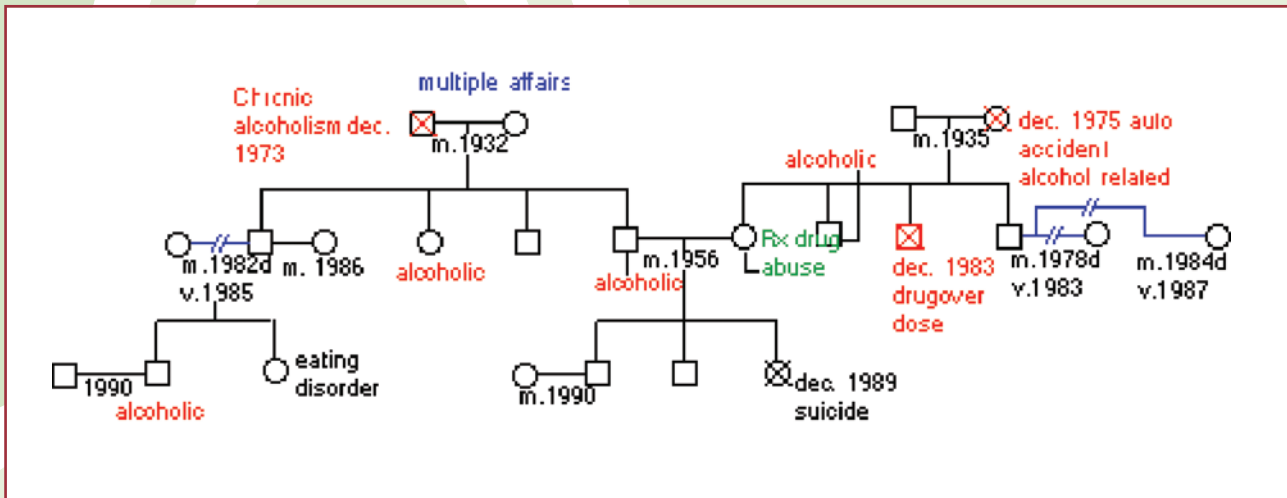 multiple affairs
Chronic
alcoholism dec.
1973
m.1932
m.1935
dec. 1975 auto
accident
alcohol related
alcoholic
m.1982d
v.1985
m. 1986
alcoholic
alcoholic
m.1956
Rx drug
abuse
dec. 1983
drugover
dose
m.1978d
v.1983
m.1984d
v.1987
1990
alcoholic
eating
disorder
m.1990
dec. 1989
suicide